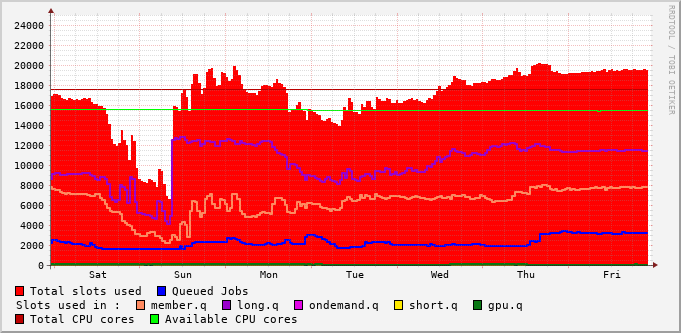 RRDTOOL / TOBI OETIKER
24000
22000
20000
18000
16000
14000
12000
10000
8000
6000
4000
2000
0
Sat Sun Mon Tue Wed Thu Fri
Total slots used Queued Jobs
Slots used in : member.q long.q ondemand.q short.q gpu.q
Total CPU cores Available CPU cores